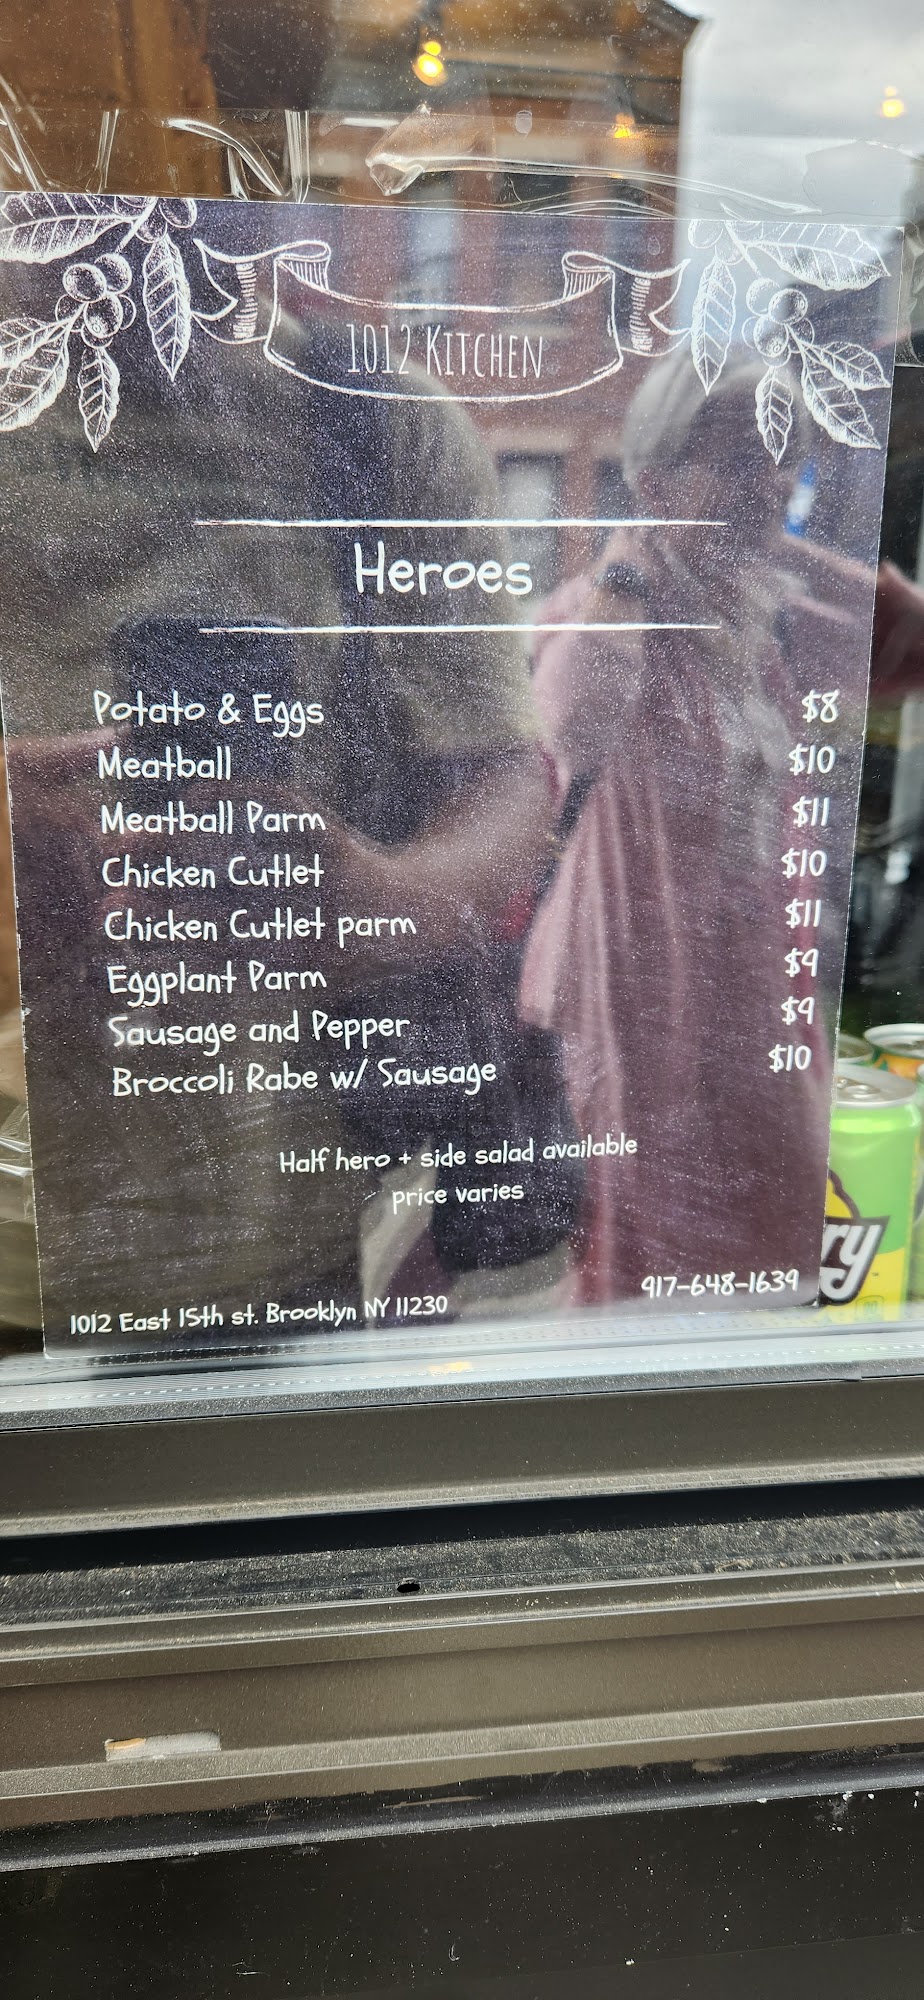 1012 KITCHEN
Heroes
Potato & Eggs $8
Meatball $10
Meatball Parm $11
Chicken Cutlet $10
Chicken Cutlet parm $11
Eggplant Parm $9
Sausage and Pepper $9
Broccoli Rabe w/ Sausage $10
Half hero + side salad available
price varies
1012 East 15th st. Brooklyn NY 11230 917-648-1639
ry